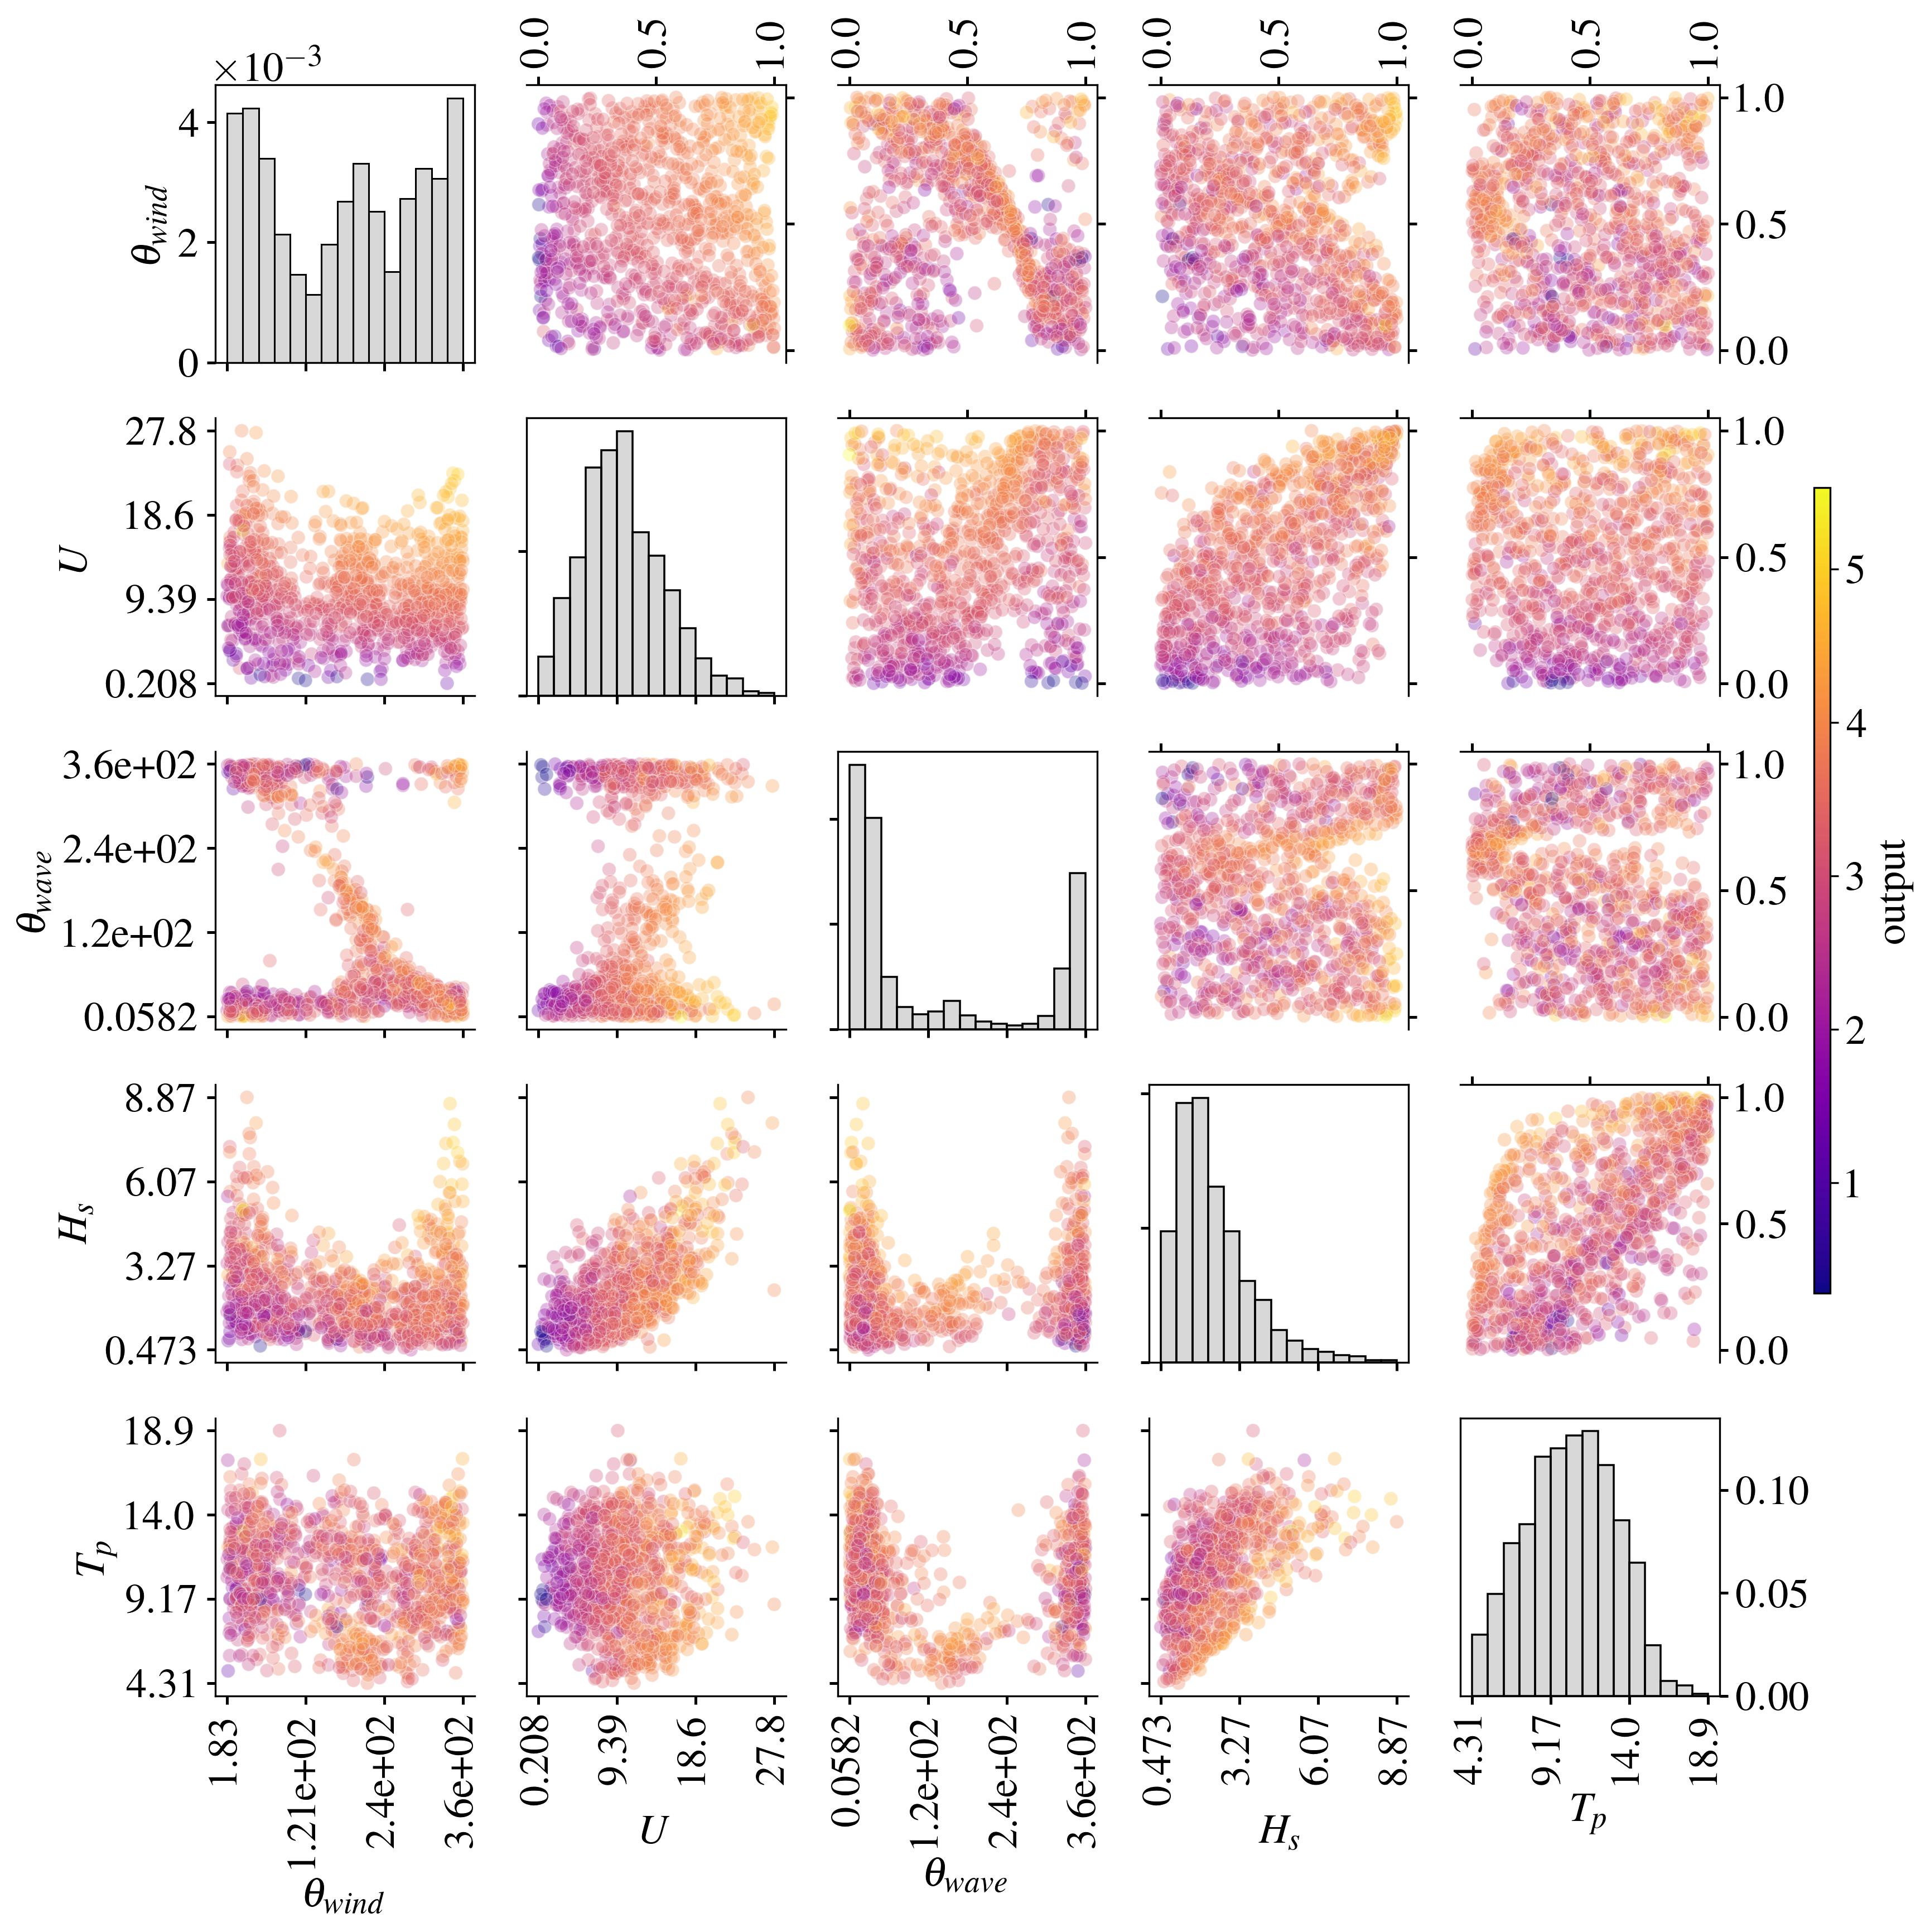 0.0 0.5 1.0 0.0 0.5 1.0 0.0 0.5 1.0 0.0 0.5 1.0
×10⁻³
4
2
0
θ_wind
1.0
0.5
0.0
27.8
18.6
9.39
0.208
U
1.0
0.5
0.0
3.6e+02
2.4e+02
1.2e+02
0.0582
θ_wave
1.0
0.5
0.0
8.87
6.07
3.27
0.473
H_s
1.0
0.5
0.0
18.9
14.0
9.17
4.31
T_p
0.10
0.05
0.00
1.83 1.21e+02 2.4e+02 3.6e+02
θ_wind
0.208 9.39 18.6 27.8
U
0.0582 1.2e+02 2.4e+02 3.6e+02
θ_wave
0.473 3.27 6.07 8.87
H_s
4.31 9.17 14.0 18.9
T_p
5
4
3
2
1
output